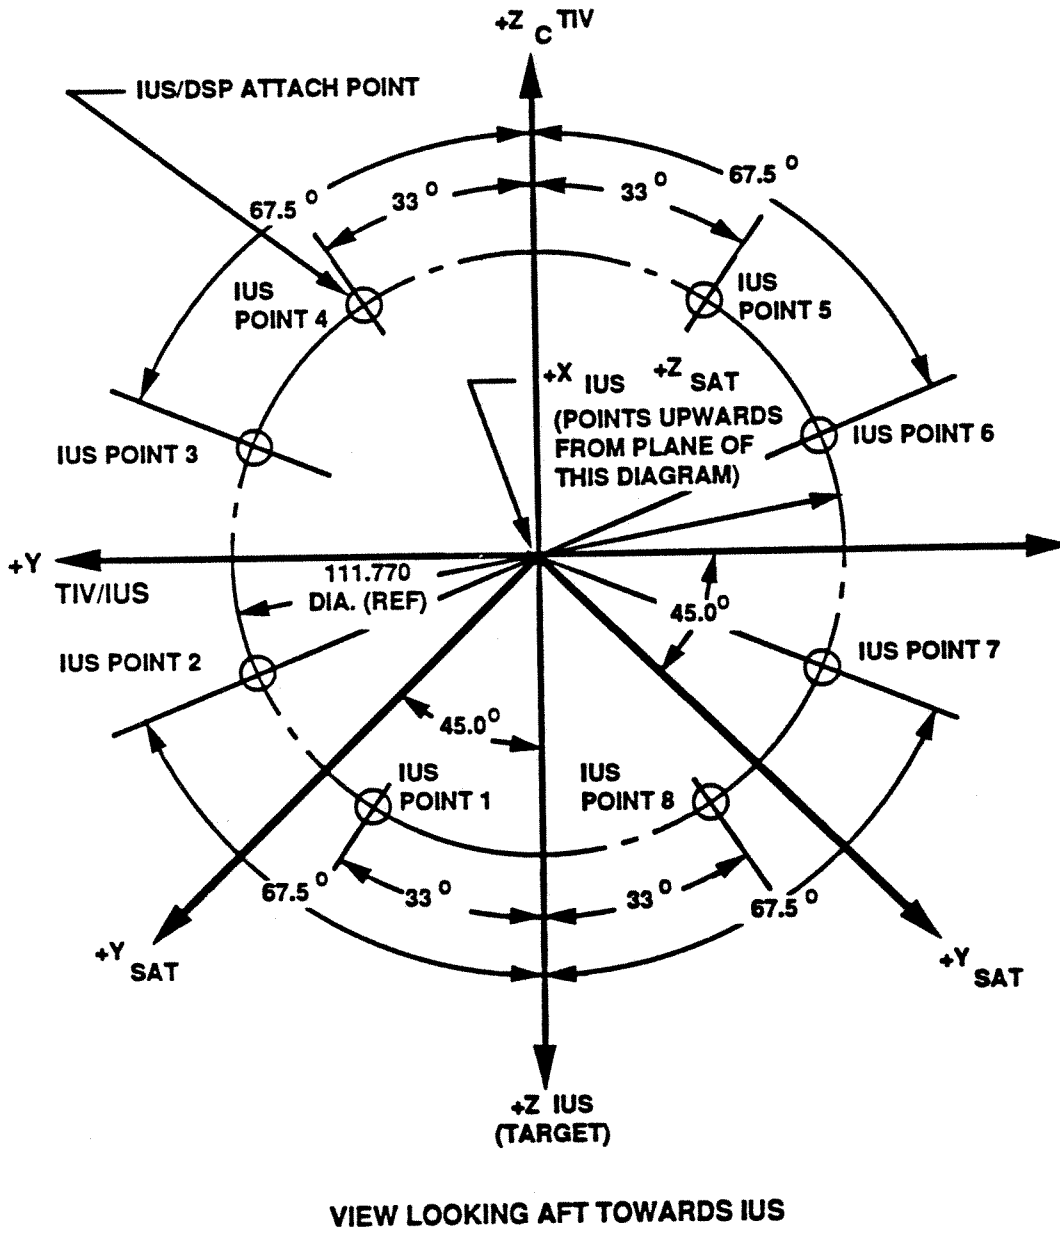 +Z C TIV
IUS/DSP ATTACH POINT
67.5 °
33 °
33 °
67.5 °
IUS
POINT 4
IUS
POINT 5
+X IUS +Z SAT
(POINTS UPWARDS
FROM PLANE OF
THIS DIAGRAM)
IUS POINT 3
IUS POINT 6
+Y
TIV/IUS
111.770
DIA. (REF)
45.0°
IUS POINT 2
IUS POINT 7
45.0°
IUS
POINT 1
IUS
POINT 8
67.5 °
33 °
33 °
67.5 °
+Y SAT
+Y SAT
+Z IUS
(TARGET)
VIEW LOOKING AFT TOWARDS IUS